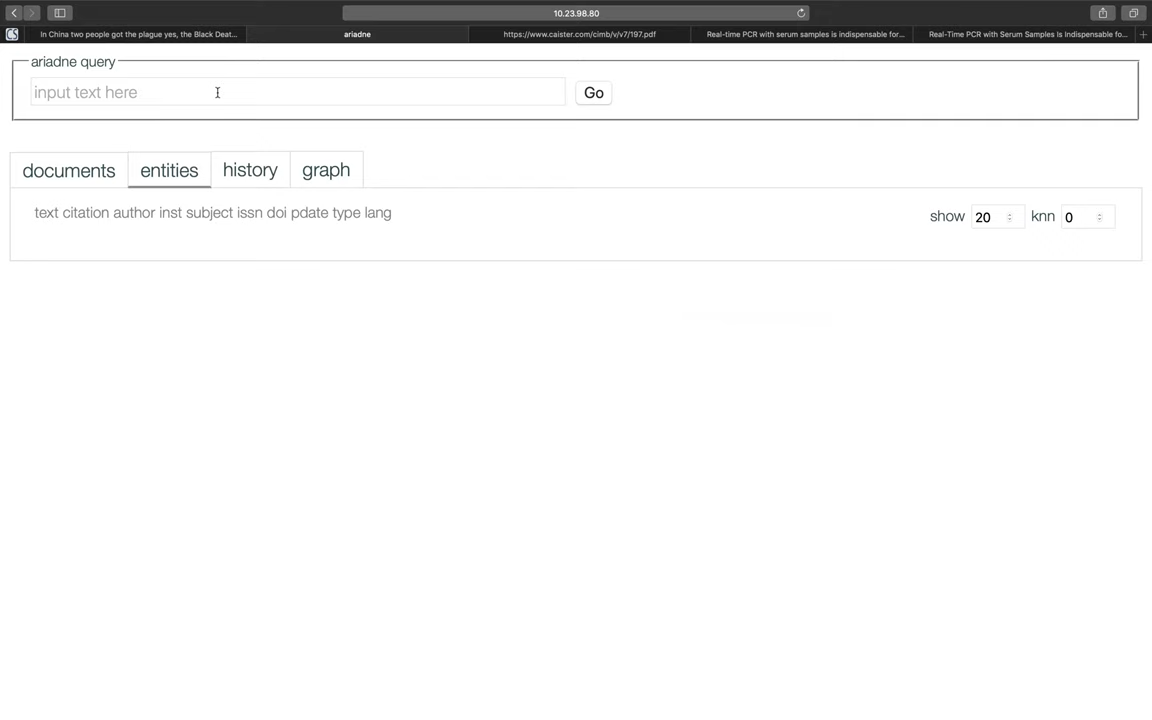 10.23.98.80
CS
In China two people got the plague yes, the Black Deat...
ariadne
https://www.caister.com/cimb/v/v7/197.pdf
Real-time PCR with serum samples is indispensable for...
Real-Time PCR with Serum Samples Is Indispensable fo...
ariadne query
input text here
Go
documents
entities
history
graph
text citation author inst subject issn doi pdate type lang
show 20 knn 0